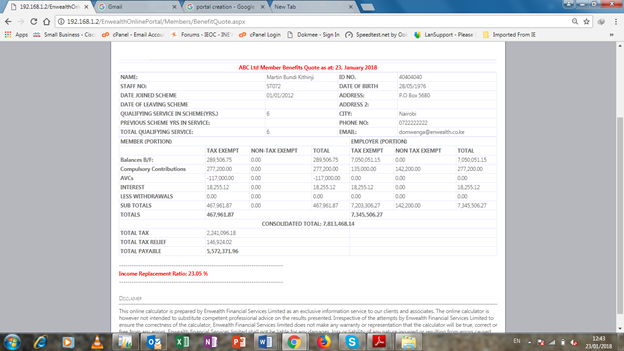 192.168.1.2/EnwealthOnlin
Gmail
portal creation - Google
New Tab
192.168.1.2/EnwealthOnlinePortal/Members/BenefitQuote.aspx
Apps
Small Business - Ciac
cPanel - Email Accou
Forums - IEOC - INE
cPanel Login
Dokmee - Sign In
Speedtest.net by Ook
LanSupport - Please
Imported From IE
ABC Ltd Member Benefits Quote as at: 23, January 2018
NAME: Martin Bundi Kithinji ID NO. 40404040
STAFF NO: ST072 DATE OF BIRTH 28/05/1976
DATE JOINED SCHEME 01/01/2012 ADDRESS: P.O Box 5680
DATE OF LEAVING SCHEME ADDRESS 2:
QUALIFYING SERVICE IN SCHEME(YRS.) 6 CITY: Nairobi
PREVIOUS SCHEME YRS IN SERVICE: PHONE NO: 0722222222
TOTAL QUALIFYING SERVICE: 6 EMAIL: domwenga@enwealth.co.ke
MEMBER (PORTION) EMPLOYER (PORTION)
TAX EXEMPT NON-TAX EXEMPT TOTAL TAX EXEMPT NON TAX EXEMPT TOTAL
Balances B/F: 289,506.75 0.00 289,506.75 7,050,051.15 0.00 7,050,051.15
Compulsory Contributions 277,200.00 0.00 277,200.00 135,000.00 142,200.00 277,200.00
AVCs -117,000.00 0.00 -117,000.00 0.00 0.00 0.00
INTEREST 18,255.12 0.00 18,255.12 18,255.12 0.00 18,255.12
LESS WITHDRAWALS 0.00 0.00 0.00 0.00 0.00
SUB TOTALS 467,961.87 0.00 467,961.87 7,203,306.27 142,200.00 7,345,506.27
TOTALS 467,961.87 7,345,506.27
CONSOLIDATED TOTAL: 7,813,468.14
TOTAL TAX 2,241,096.18
TOTAL TAX RELIEF 146,924.02
TOTAL PAYABLE 5,572,371.96
Income Replacement Ratio: 23.05 %
DISCLAIMER
This online calculator is prepared by Enwealth Financial Services Limited as an exclusive information service to our clients and associates. The online calculator is
however not intended to substitute competent professional advice on the results presented. Irrespective of the attempts by Enwealth Financial Services Limited to
ensure the correctness of the calculator, Enwealth Financial Services limited does not make any warranty or representation that the calculator will be true, correct or
EN
12:43
23/01/2018